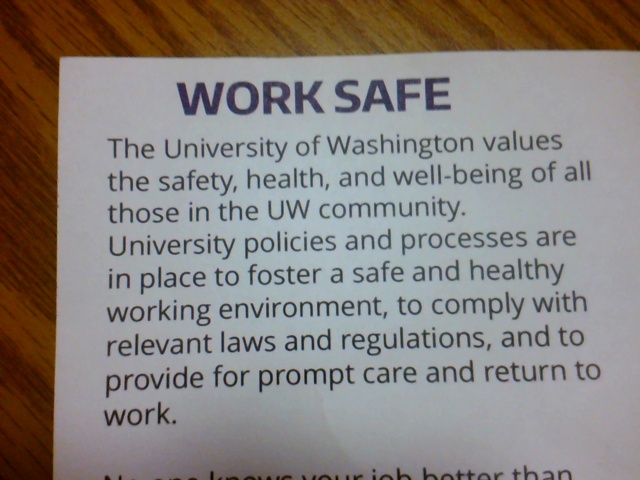 WORK SAFE
The University of Washington values
the safety, health, and well-being of all
those in the UW community.
University policies and processes are
in place to foster a safe and healthy
working environment, to comply with
relevant laws and regulations, and to
provide for prompt care and return to
work.
No one knows your job better than